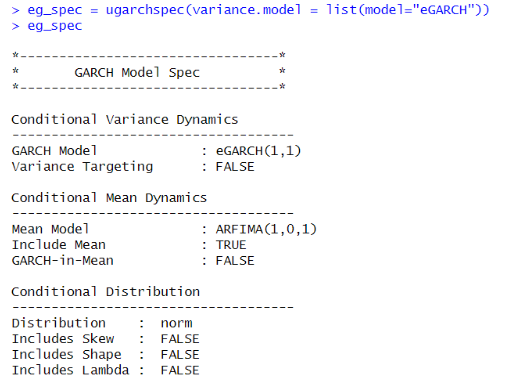 > eg_spec = ugarchspec(variance.model = list(model="eGARCH"))
> eg_spec
*---------------------------------*
*       GARCH Model Spec          *
*---------------------------------*
Conditional Variance Dynamics
------------------------------------
GARCH Model : eGARCH(1,1)
Variance Targeting : FALSE
Conditional Mean Dynamics
------------------------------------
Mean Model : ARFIMA(1,0,1)
Include Mean : TRUE
GARCH-in-Mean : FALSE
Conditional Distribution
------------------------------------
Distribution : norm
Includes Skew : FALSE
Includes Shape : FALSE
Includes Lambda : FALSE